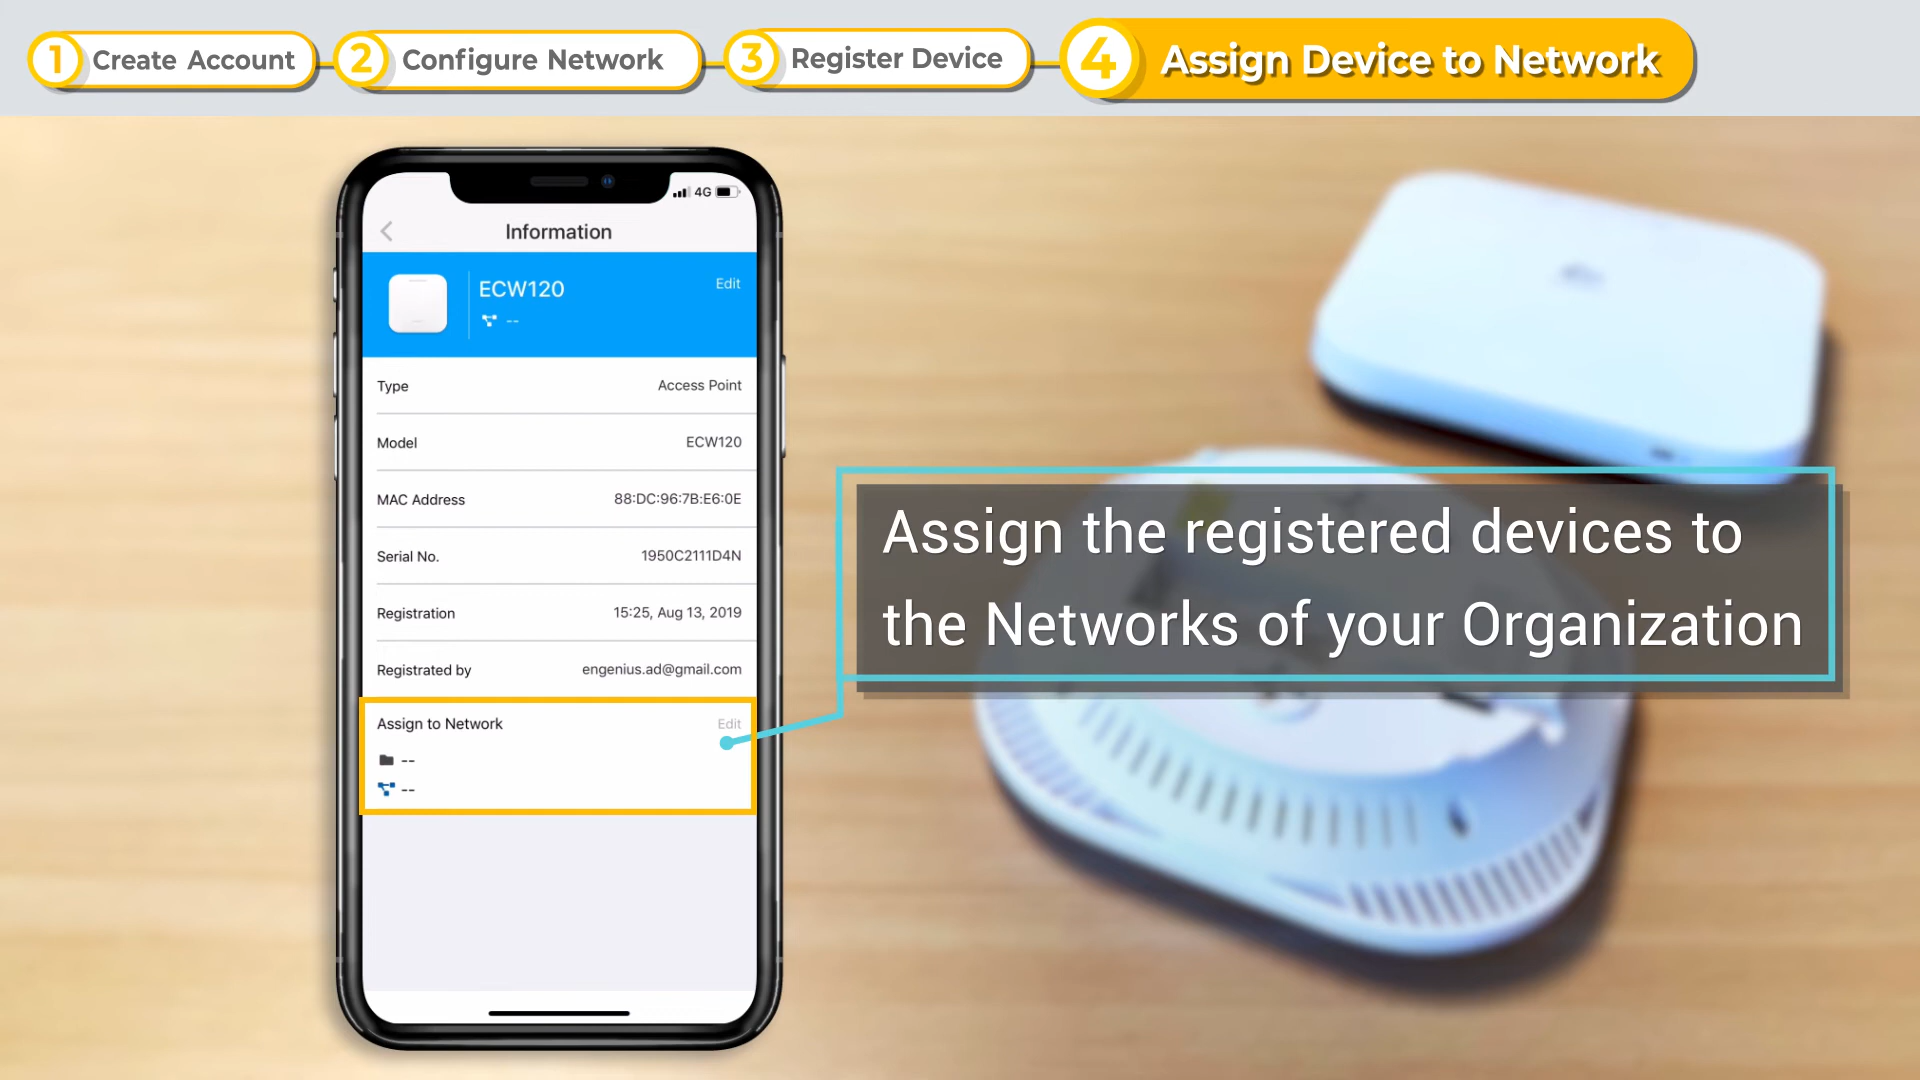 1 Create Account
2 Configure Network
3 Register Device
4 Assign Device to Network
4G
Information
ECW120
Edit
--
Type
Access Point
Model
ECW120
MAC Address
88:DC:96:7B:E6:0E
Serial No.
1950C2111D4N
Registration
15:25, Aug 13, 2019
Registrated by
engenius.ad@gmail.com
Assign to Network
Edit
--
--
Assign the registered devices to
the Networks of your Organization